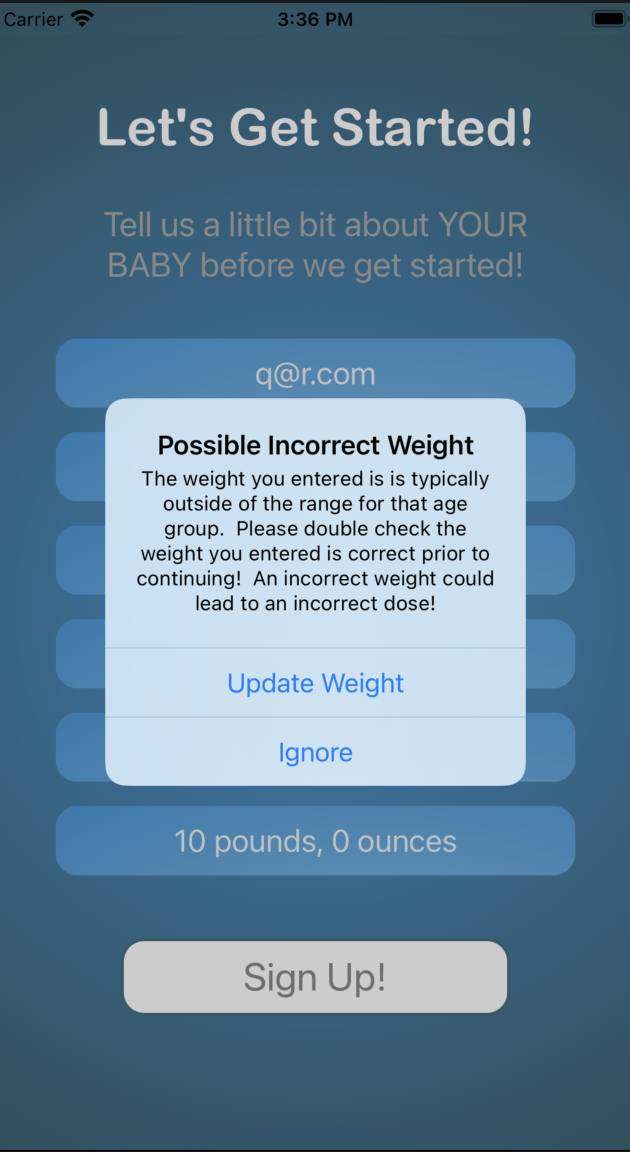 Carrier 3:36 PM
Let's Get Started!
Tell us a little bit about YOUR
BABY before we get started!
q@r.com
Possible Incorrect Weight
The weight you entered is is typically
outside of the range for that age
group.  Please double check the
weight you entered is correct prior to
continuing!  An incorrect weight could
lead to an incorrect dose!
Update Weight
Ignore
10 pounds, 0 ounces
Sign Up!